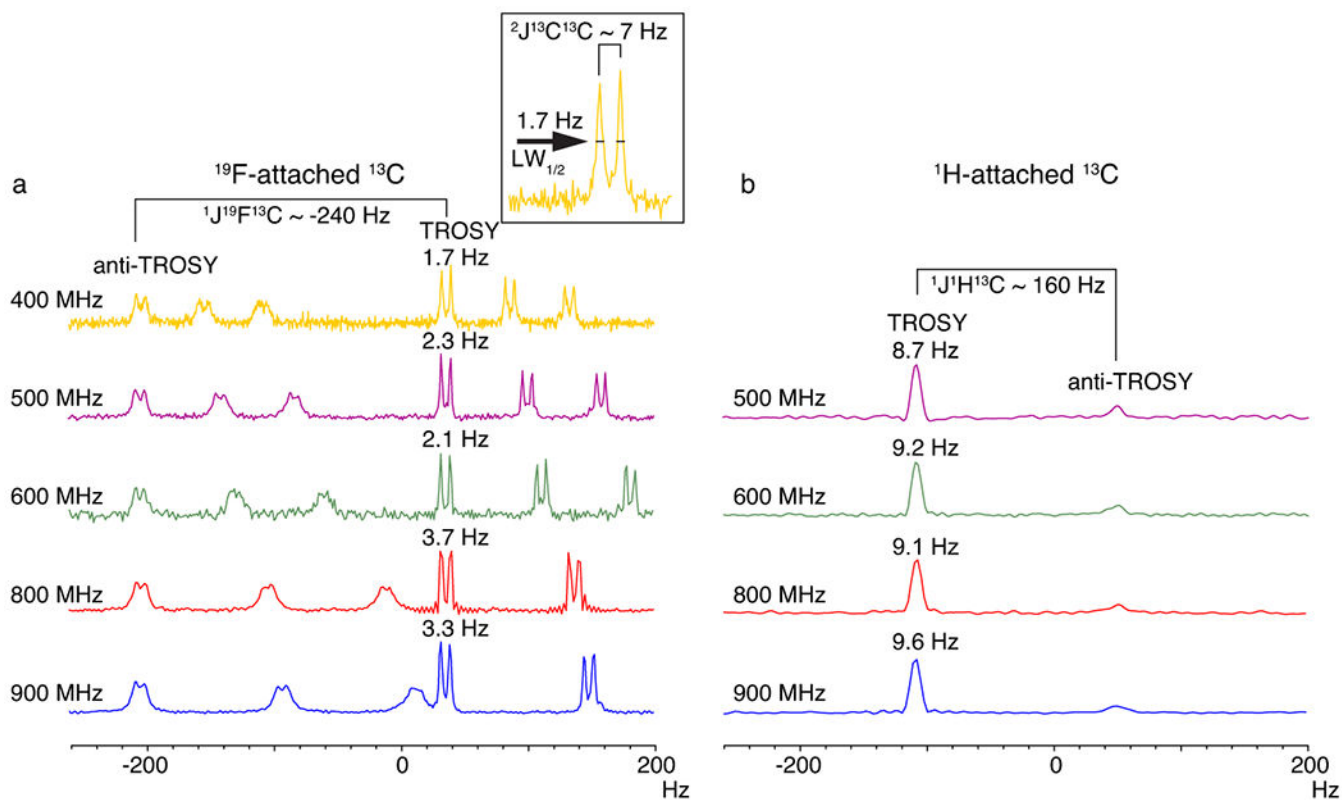 ²J¹³C¹³C ~ 7 Hz
1.7 Hz
LW₁/₂
a
¹⁹F-attached ¹³C
¹J¹⁹F¹³C ~ -240 Hz
anti-TROSY
TROSY
1.7 Hz
400 MHz
2.3 Hz
500 MHz
2.1 Hz
600 MHz
3.7 Hz
800 MHz
3.3 Hz
900 MHz
-200
0
200
Hz
b
¹H-attached ¹³C
¹J¹H¹³C ~ 160 Hz
TROSY
8.7 Hz
anti-TROSY
500 MHz
9.2 Hz
600 MHz
9.1 Hz
800 MHz
9.6 Hz
900 MHz
-200
0
200
Hz